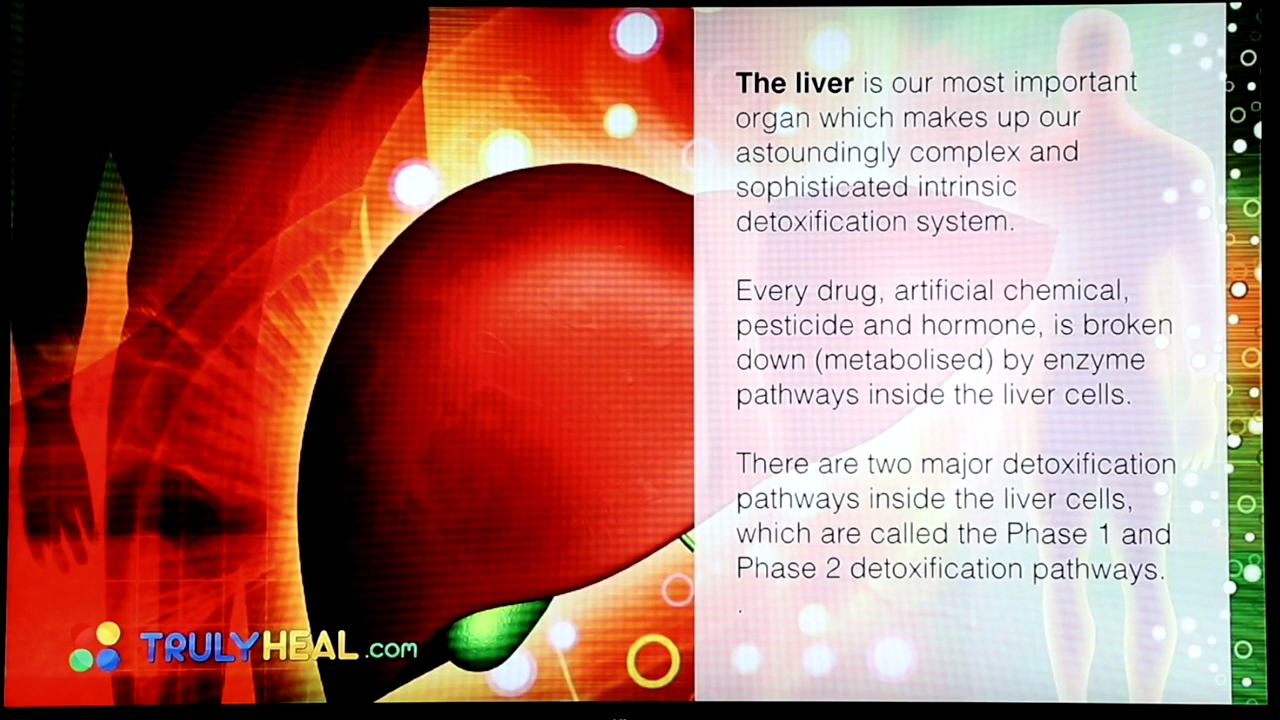 The liver is our most important
organ which makes up our
astoundingly complex and
sophisticated intrinsic
detoxification system.
Every drug, artificial chemical,
pesticide and hormone, is broken
down (metabolised) by enzyme
pathways inside the liver cells.
There are two major detoxification
pathways inside the liver cells,
which are called the Phase 1 and
Phase 2 detoxification pathways.
.
TRULYHEAL.com